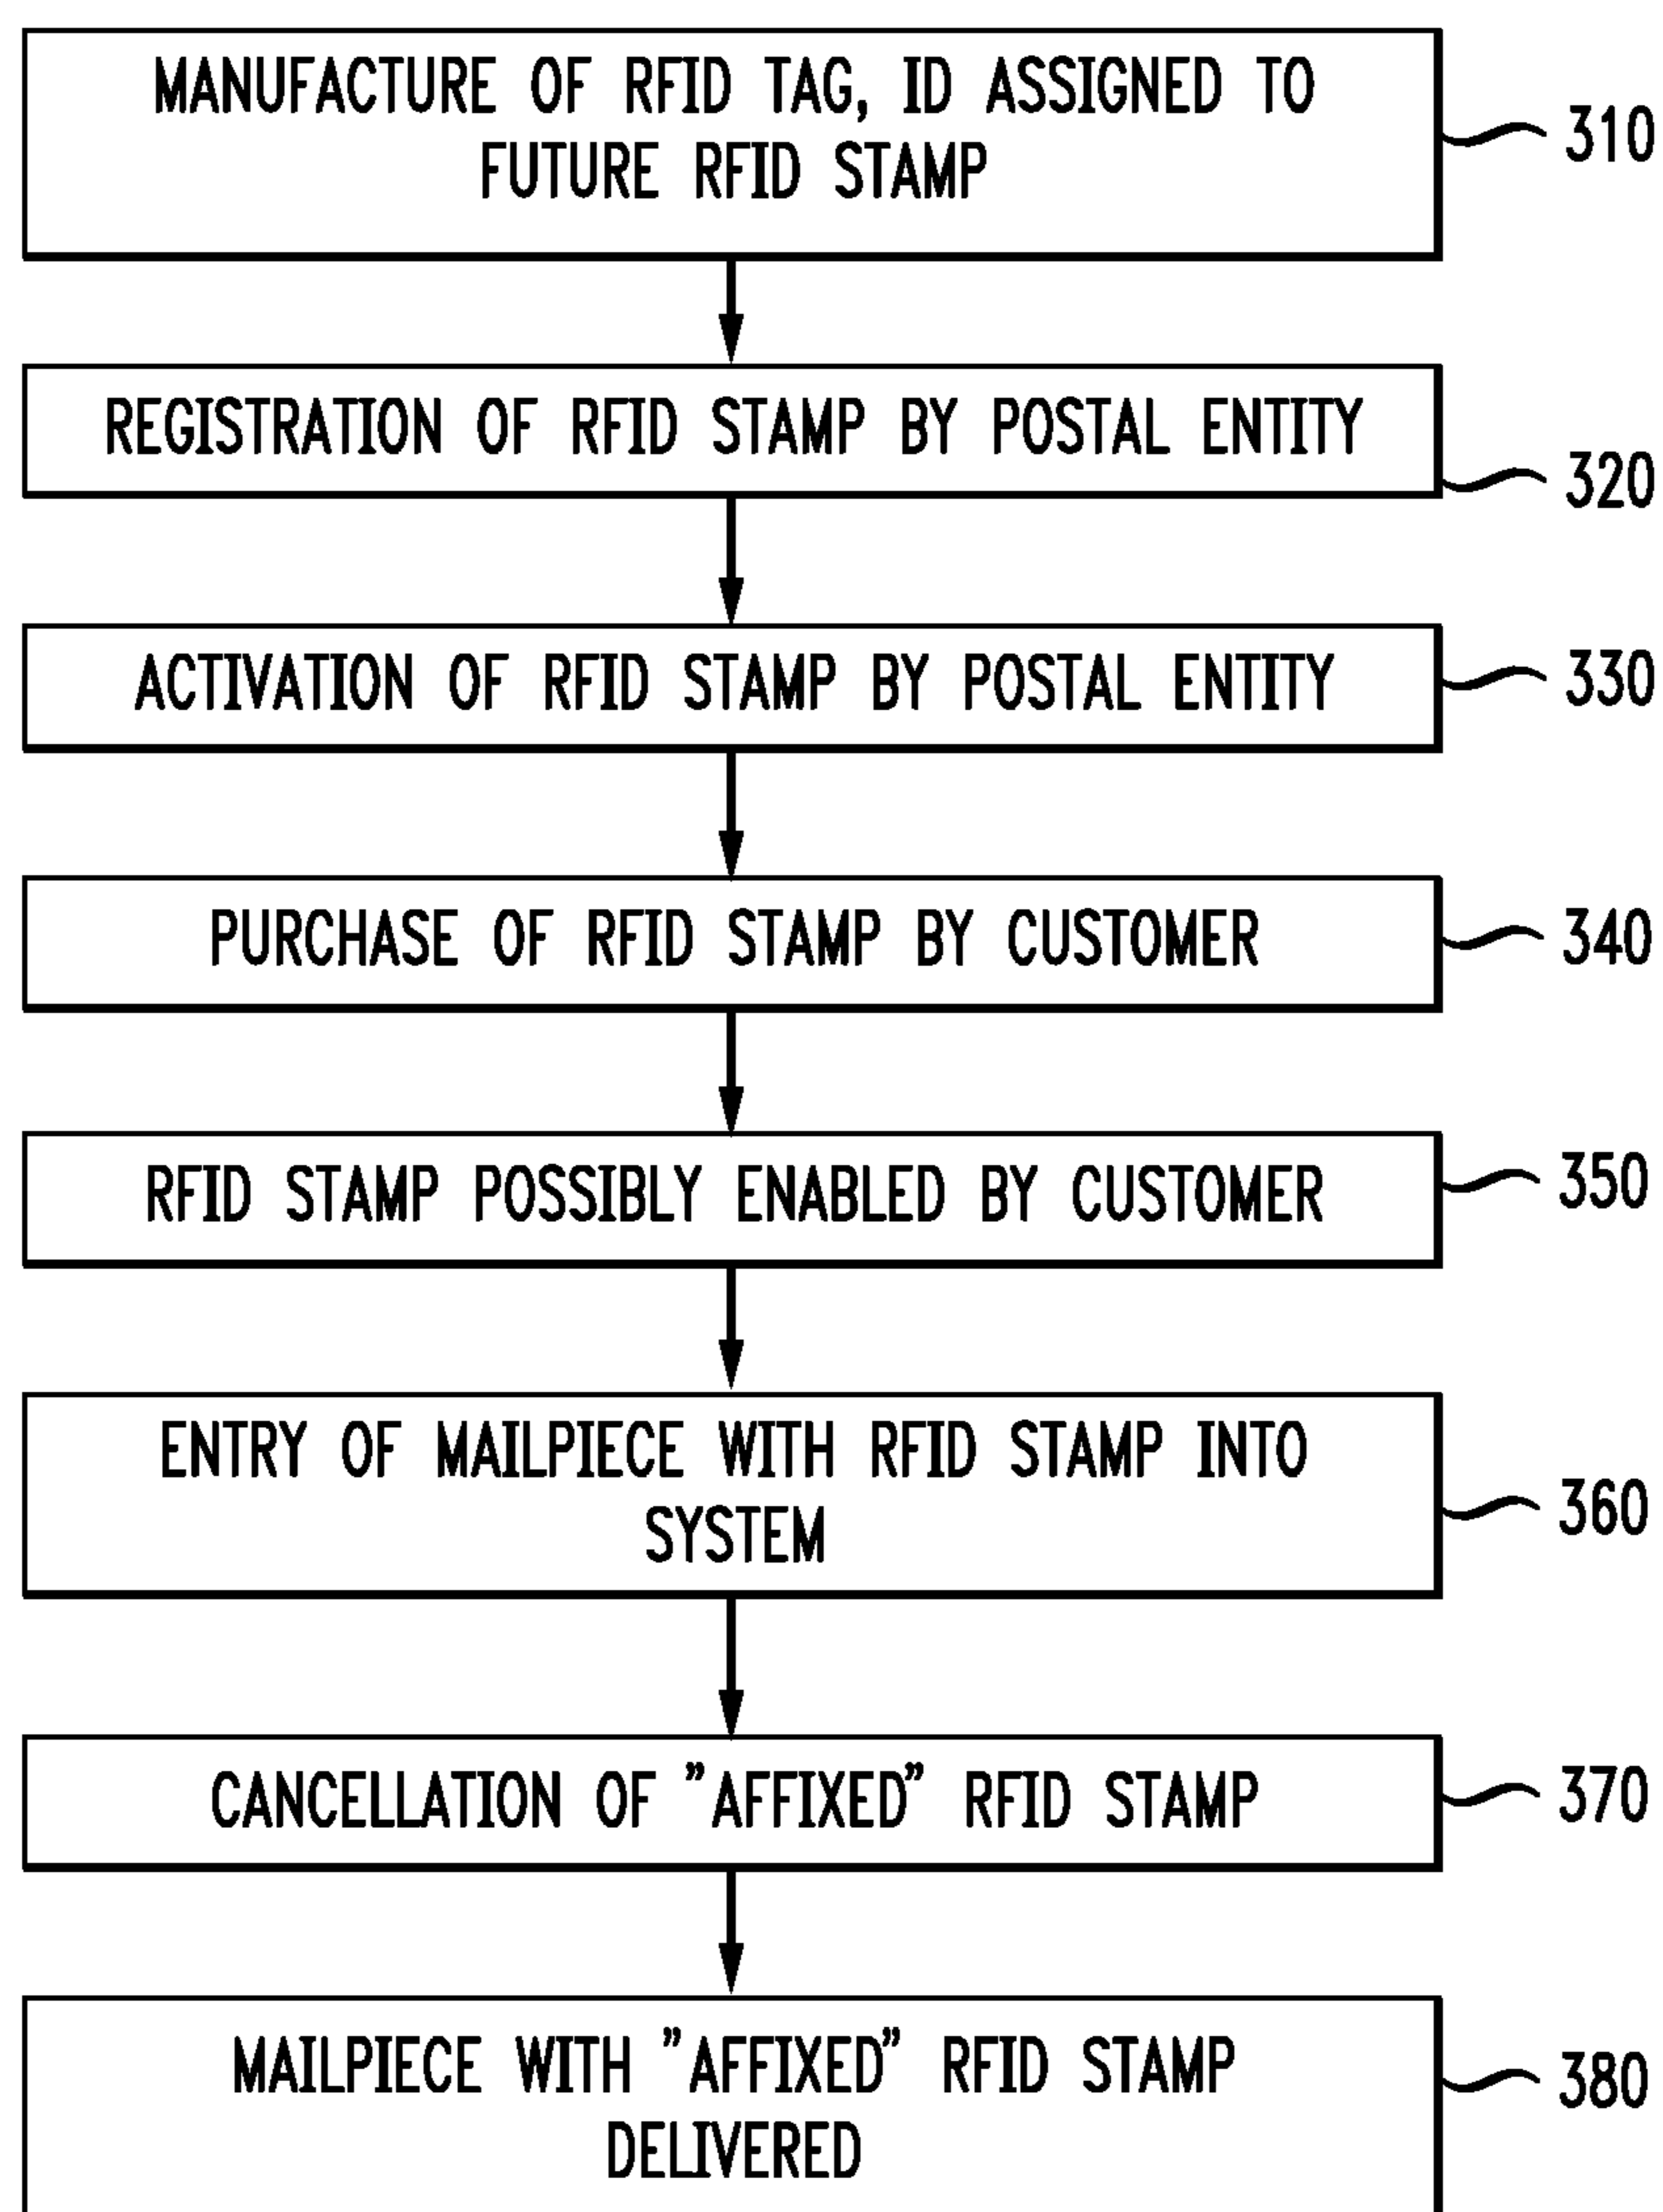 MANUFACTURE OF RFID TAG, ID ASSIGNED TO
FUTURE RFID STAMP
310
REGISTRATION OF RFID STAMP BY POSTAL ENTITY
320
ACTIVATION OF RFID STAMP BY POSTAL ENTITY
330
PURCHASE OF RFID STAMP BY CUSTOMER
340
RFID STAMP POSSIBLY ENABLED BY CUSTOMER
350
ENTRY OF MAILPIECE WITH RFID STAMP INTO
SYSTEM
360
CANCELLATION OF ”AFFIXED” RFID STAMP
370
MAILPIECE WITH ”AFFIXED” RFID STAMP
DELIVERED
380